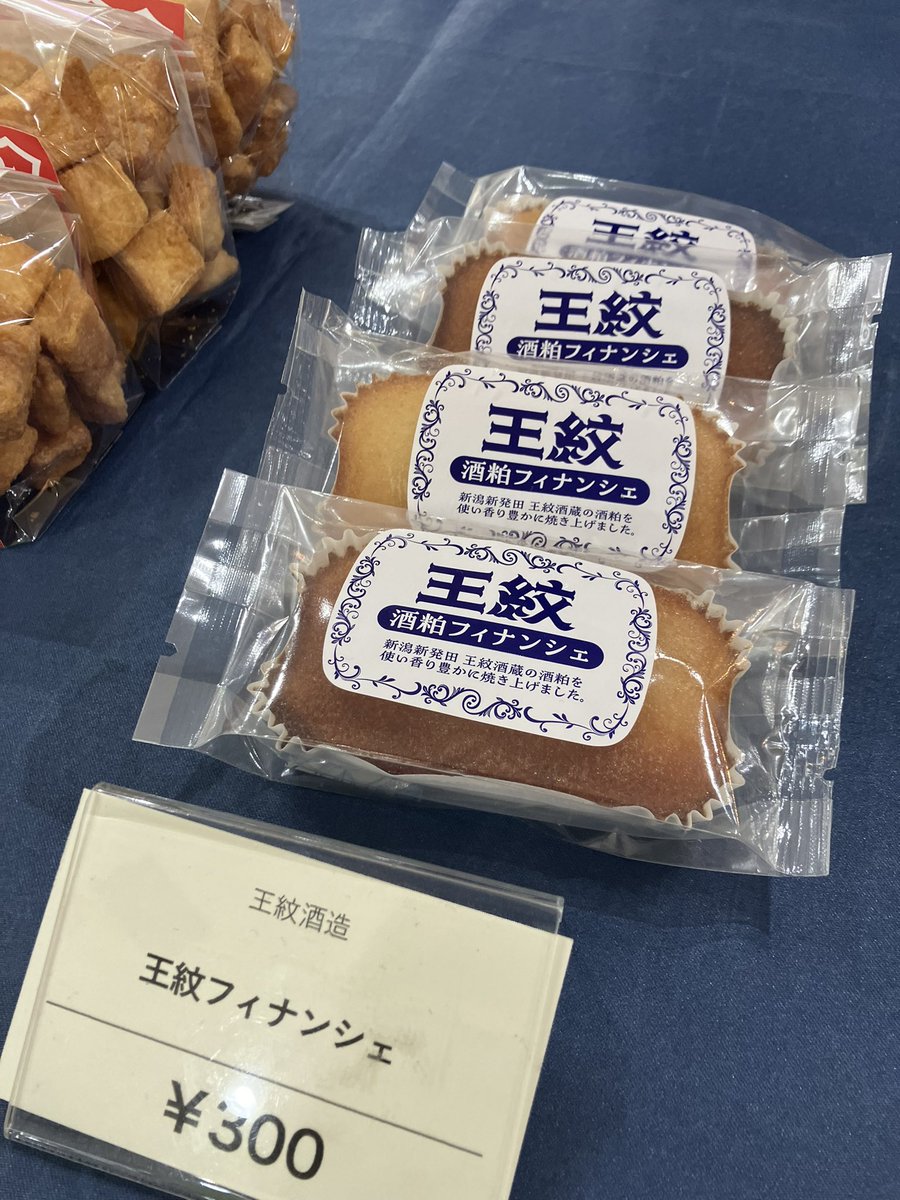 王紋
王紋
酒粕フィナンシェ
王紋
酒粕フィナンシェ
新潟新発田 王紋酒蔵の酒粕を
使い香り豊かに焼き上げました。
王紋
酒粕フィナンシェ
新潟新発田 王紋酒蔵の酒粕を
使い香り豊かに焼き上げました。
王紋酒造
王紋フィナンシェ
¥300